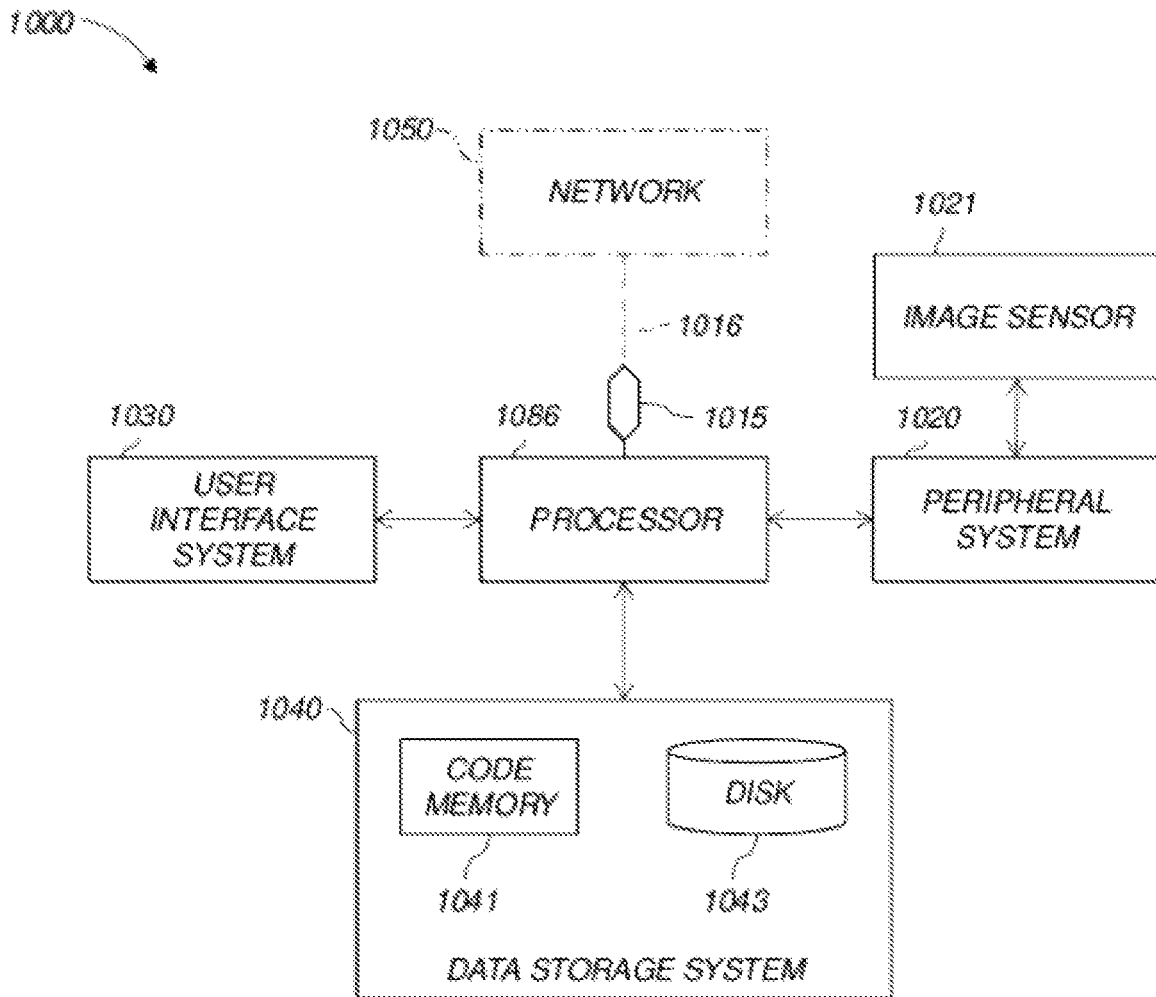 1000
1050
NETWORK
1021
IMAGE SENSOR
1016
1015
1030
1086
1020
USER
INTERFACE
SYSTEM
PROCESSOR
PERIPHERAL
SYSTEM
1040
CODE
MEMORY
DISK
1041
1043
DATA STORAGE SYSTEM